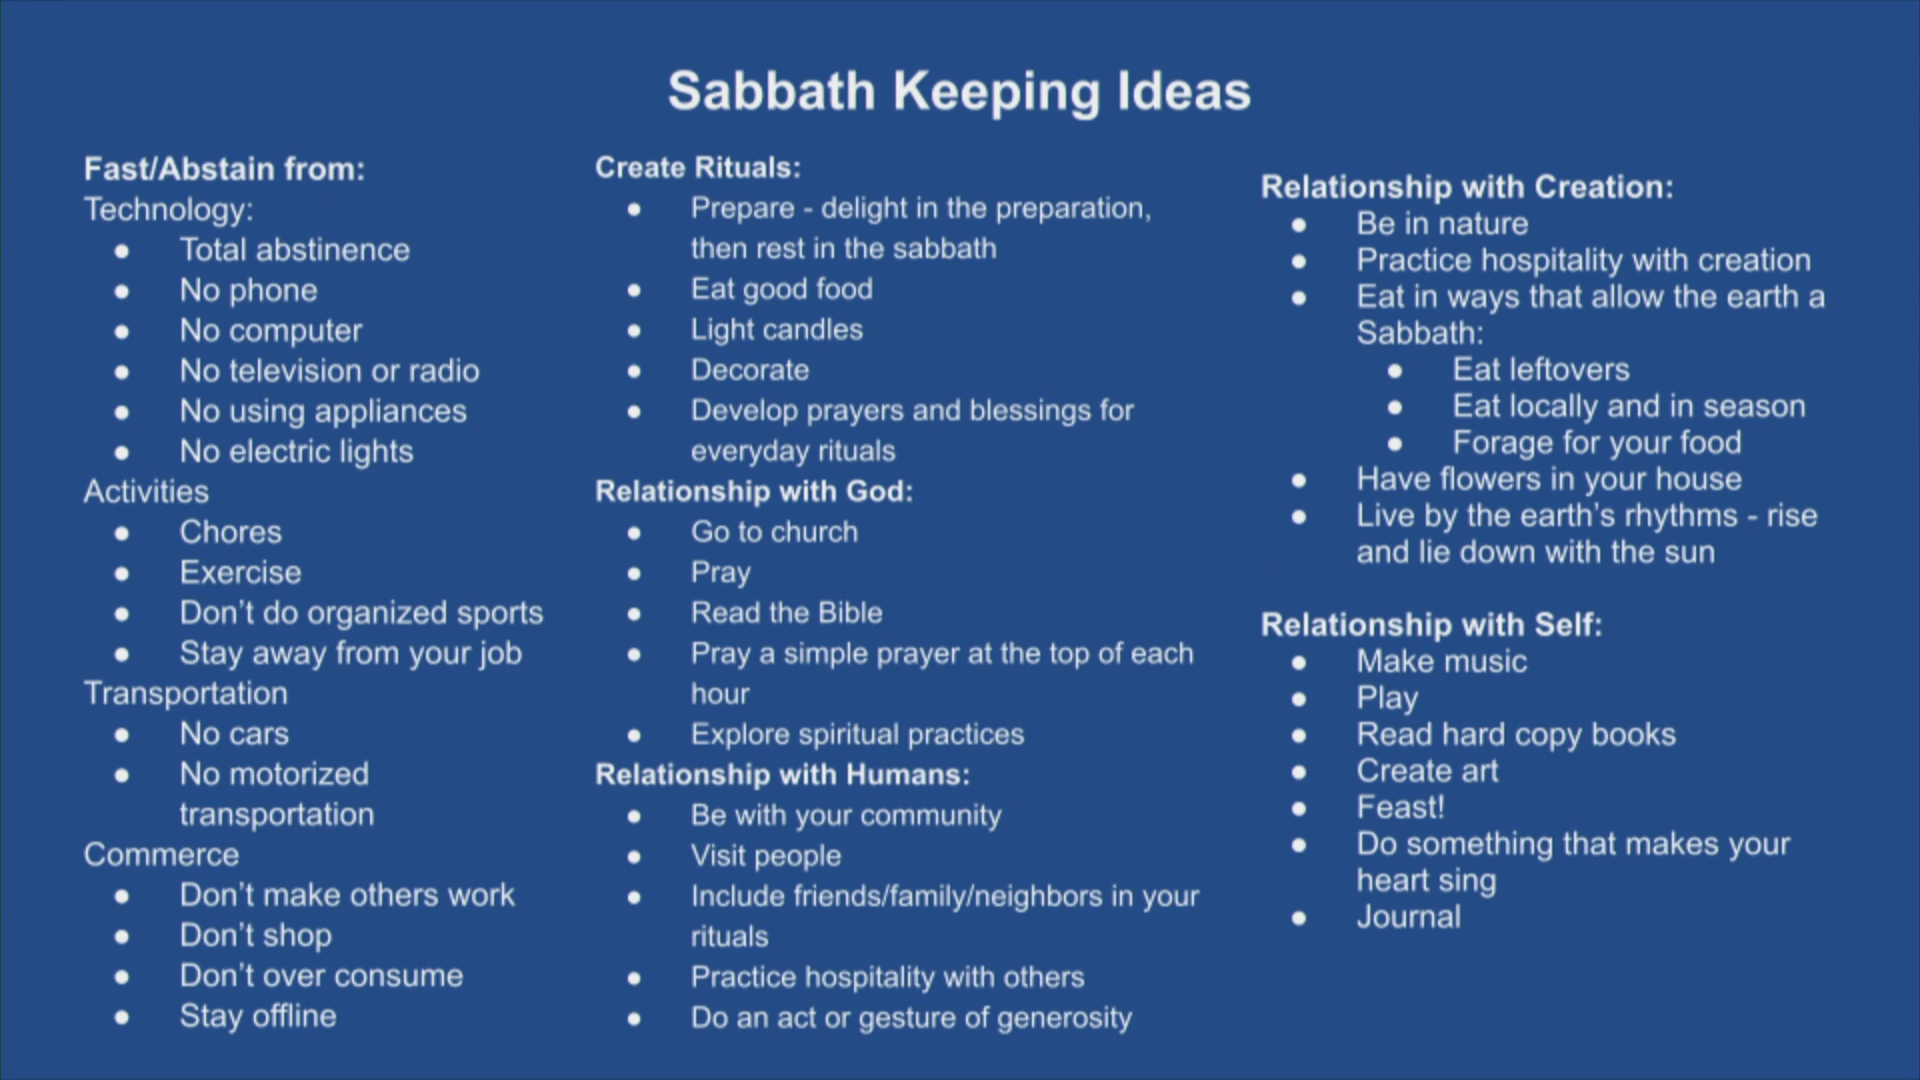 Sabbath Keeping Ideas
Fast/Abstain from:
Technology:
● Total abstinence
● No phone
● No computer
● No television or radio
● No using appliances
● No electric lights
Activities
● Chores
● Exercise
● Don't do organized sports
● Stay away from your job
Transportation
● No cars
● No motorized
transportation
Commerce
● Don't make others work
● Don't shop
● Don't over consume
● Stay offline
Create Rituals:
● Prepare - delight in the preparation,
then rest in the sabbath
● Eat good food
● Light candles
● Decorate
● Develop prayers and blessings for
everyday rituals
Relationship with God:
● Go to church
● Pray
● Read the Bible
● Pray a simple prayer at the top of each
hour
● Explore spiritual practices
Relationship with Humans:
● Be with your community
● Visit people
● Include friends/family/neighbors in your
rituals
● Practice hospitality with others
● Do an act or gesture of generosity
Relationship with Creation:
● Be in nature
● Practice hospitality with creation
● Eat in ways that allow the earth a
Sabbath:
● Eat leftovers
● Eat locally and in season
● Forage for your food
● Have flowers in your house
● Live by the earth's rhythms - rise
and lie down with the sun
Relationship with Self:
● Make music
● Play
● Read hard copy books
● Create art
● Feast!
● Do something that makes your
heart sing
● Journal